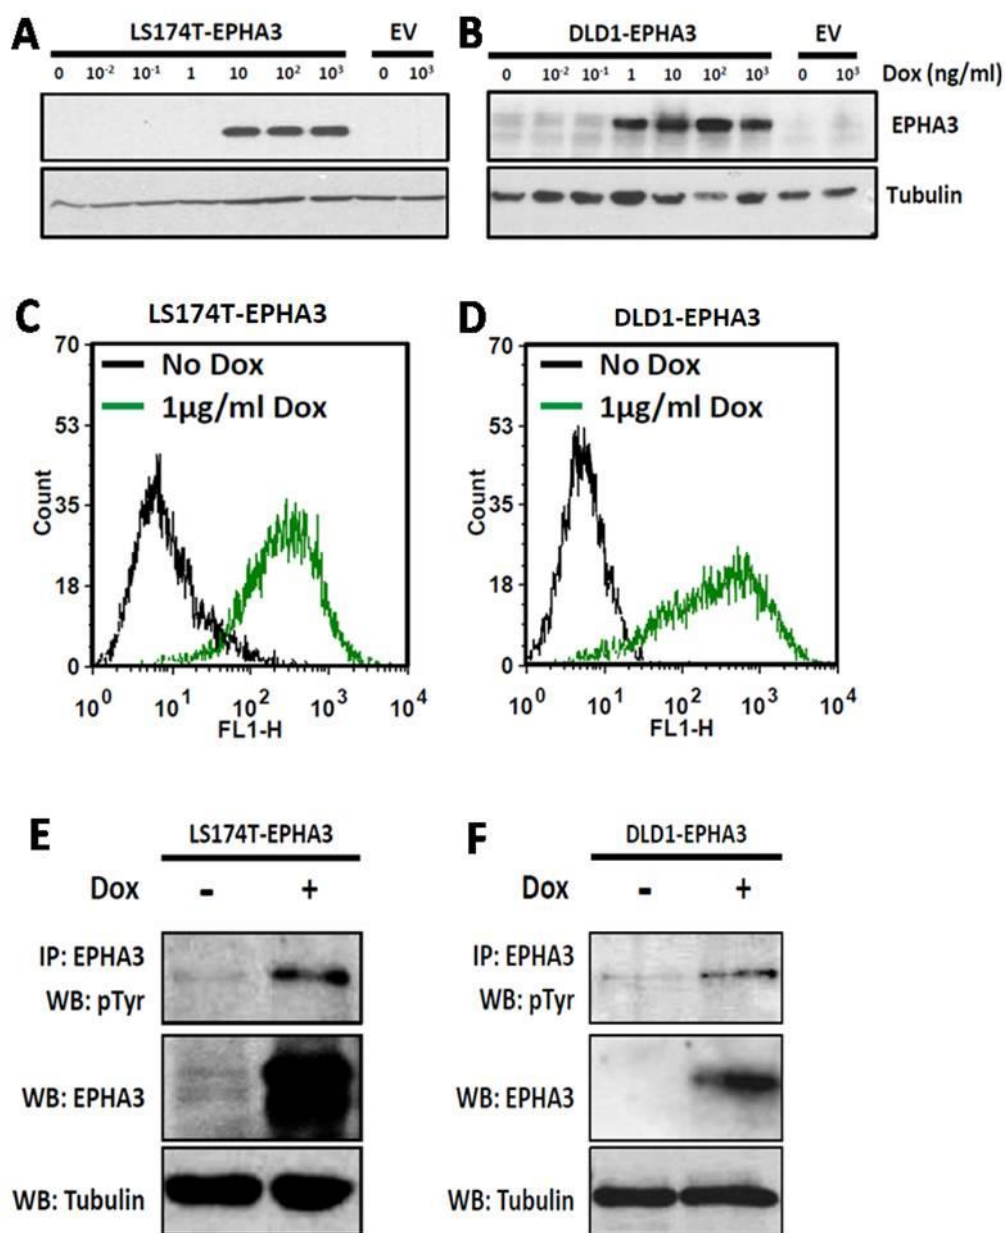 A LS174T-EPHA3 EV
0 10⁻² 10⁻¹ 1 10 10² 10³ 0 10³
B DLD1-EPHA3 EV
0 10⁻² 10⁻¹ 1 10 10² 10³ 0 10³ Dox (ng/ml)
EPHA3
Tubulin
C LS174T-EPHA3
No Dox
1µg/ml Dox
70
53
35
18
0
Count
10⁰ 10¹ 10² 10³ 10⁴
FL1-H
D DLD1-EPHA3
No Dox
1µg/ml Dox
70
53
35
18
0
Count
10⁰ 10¹ 10² 10³ 10⁴
FL1-H
E LS174T-EPHA3
Dox - +
IP: EPHA3
WB: pTyr
WB: EPHA3
WB: Tubulin
F DLD1-EPHA3
Dox - +
IP: EPHA3
WB: pTyr
WB: EPHA3
WB: Tubulin